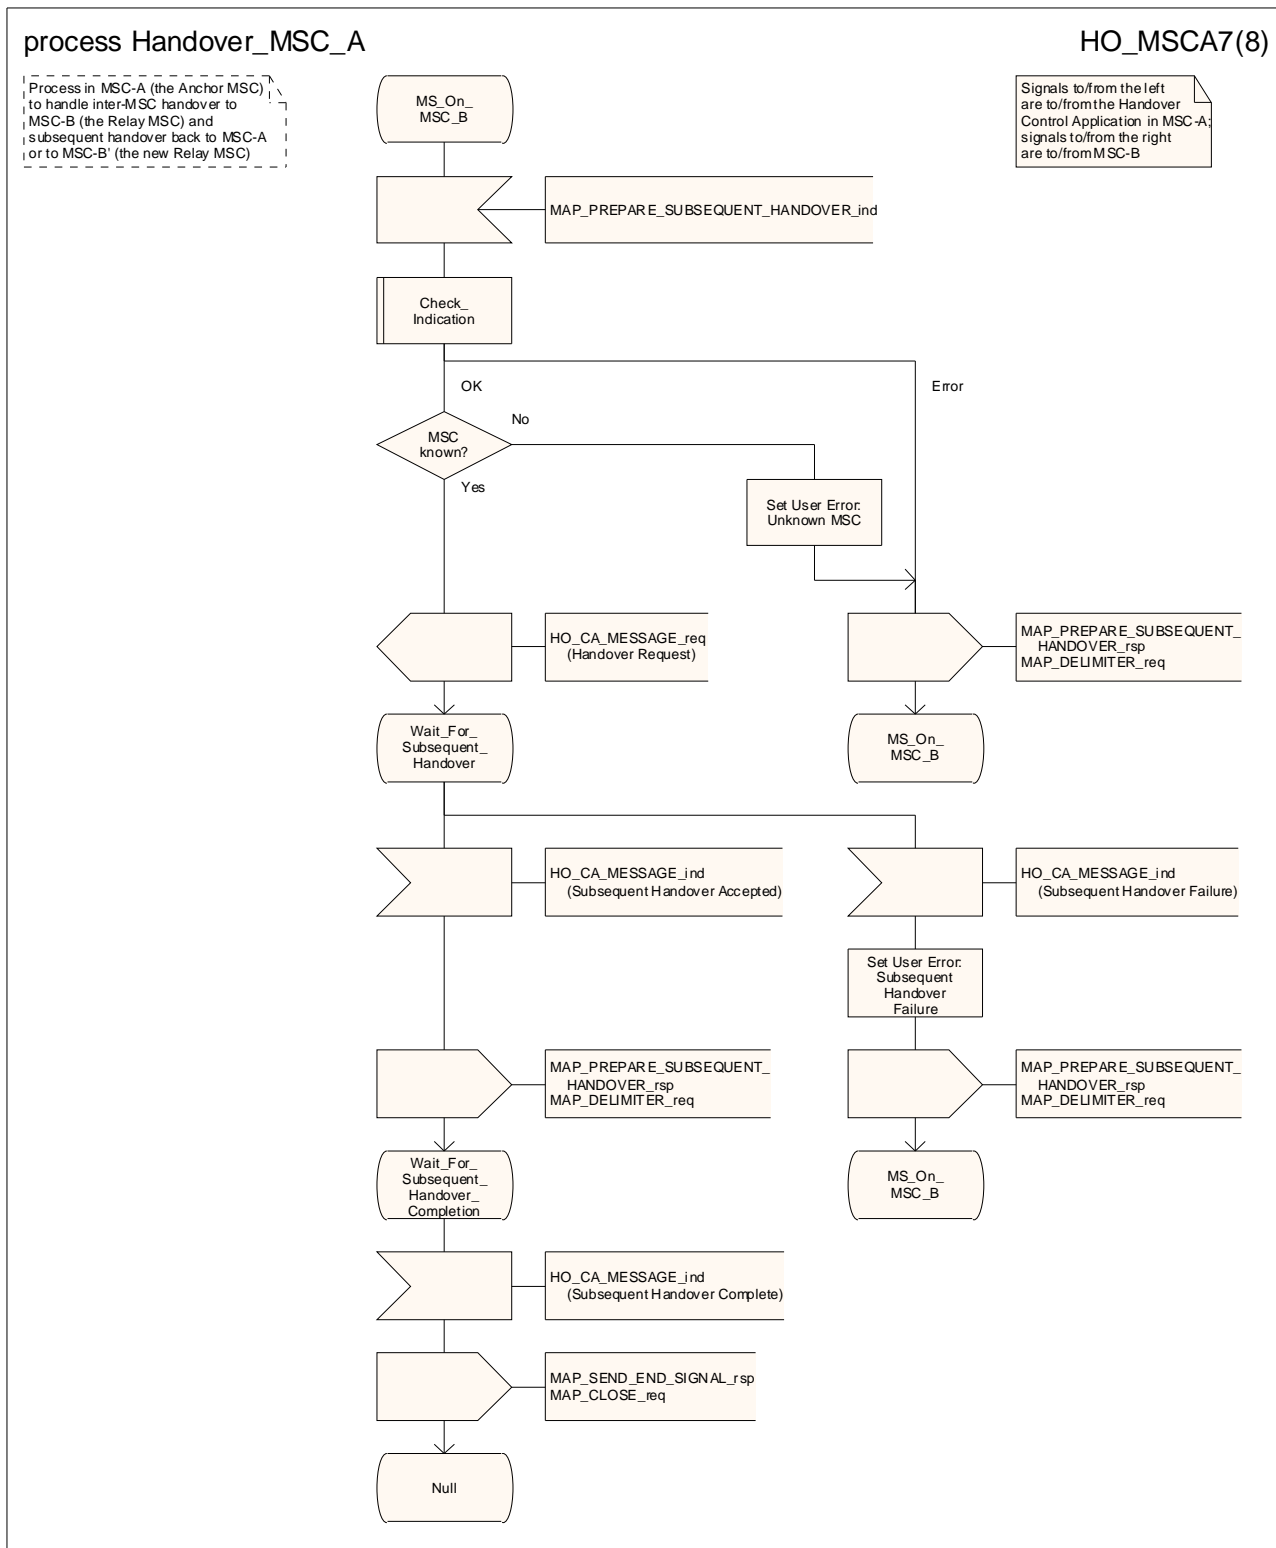 process Handover_MSC_A
HO_MSCA7(8)
Process in MSC-A (the Anchor MSC)
to handle inter-MSC handover to
MSC-B (the Relay MSC) and
subsequent handover back to MSC-A
or to MSC-B' (the new Relay MSC)
MS_On_
MSC_B
Signals to/from the left
are to/from the Handover
Control Application in MSC-A;
signals to/from the right
are to/from MSC-B
MAP_PREPARE_SUBSEQUENT_HANDOVER_ind
Check_
Indication
OK
Error
No
MSC
known?
Yes
Set User Error:
Unknown MSC
HO_CA_MESSAGE_req
(Handover Request)
MAP_PREPARE_SUBSEQUENT_
HANDOVER_rsp
MAP_DELIMITER_req
Wait_For_
Subsequent_
Handover
MS_On_
MSC_B
HO_CA_MESSAGE_ind
(Subsequent Handover Accepted)
HO_CA_MESSAGE_ind
(Subsequent Handover Failure)
Set User Error:
Subsequent
Handover
Failure
MAP_PREPARE_SUBSEQUENT_
HANDOVER_rsp
MAP_DELIMITER_req
MAP_PREPARE_SUBSEQUENT_
HANDOVER_rsp
MAP_DELIMITER_req
Wait_For_
Subsequent_
Handover_
Completion
MS_On_
MSC_B
HO_CA_MESSAGE_ind
(Subsequent Handover Complete)
MAP_SEND_END_SIGNAL_rsp
MAP_CLOSE_req
Null